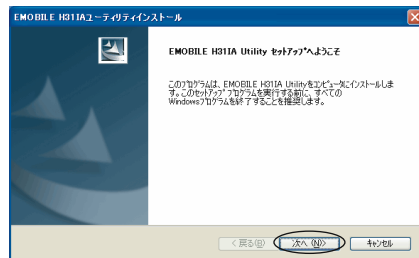 EMOBILE H31IAユーティリティインストール
EMOBILE H31IA Utility セットアップへようこそ
このプログラムは、EMOBILE H31IA Utilityをコンピュータにインストールしま
す。このセットアップ プログラムを実行する前に、すべての
Windowsプログラムを終了することを推奨します。
< 戻る(B)
次へ (N)>
キャンセル